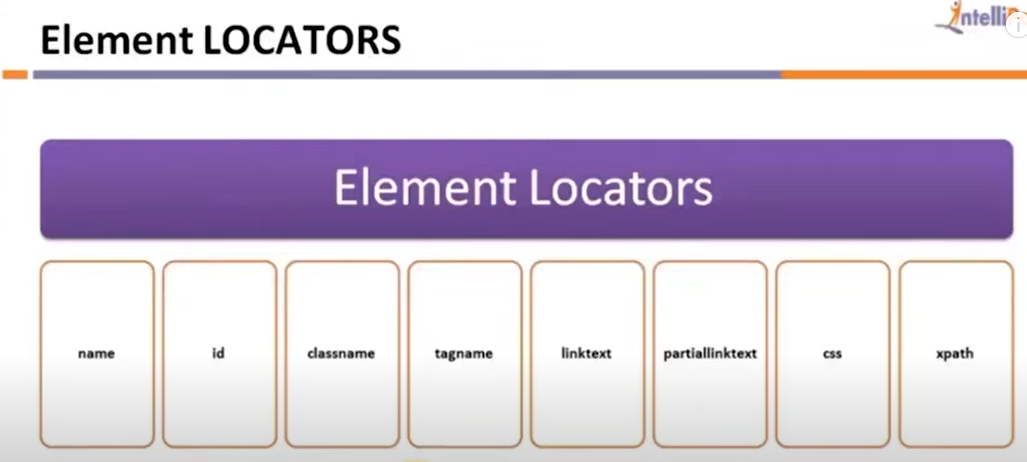 Element LOCATORS
Element Locators
name
id
classname
tagname
linktext
partiallinktext
css
xpath